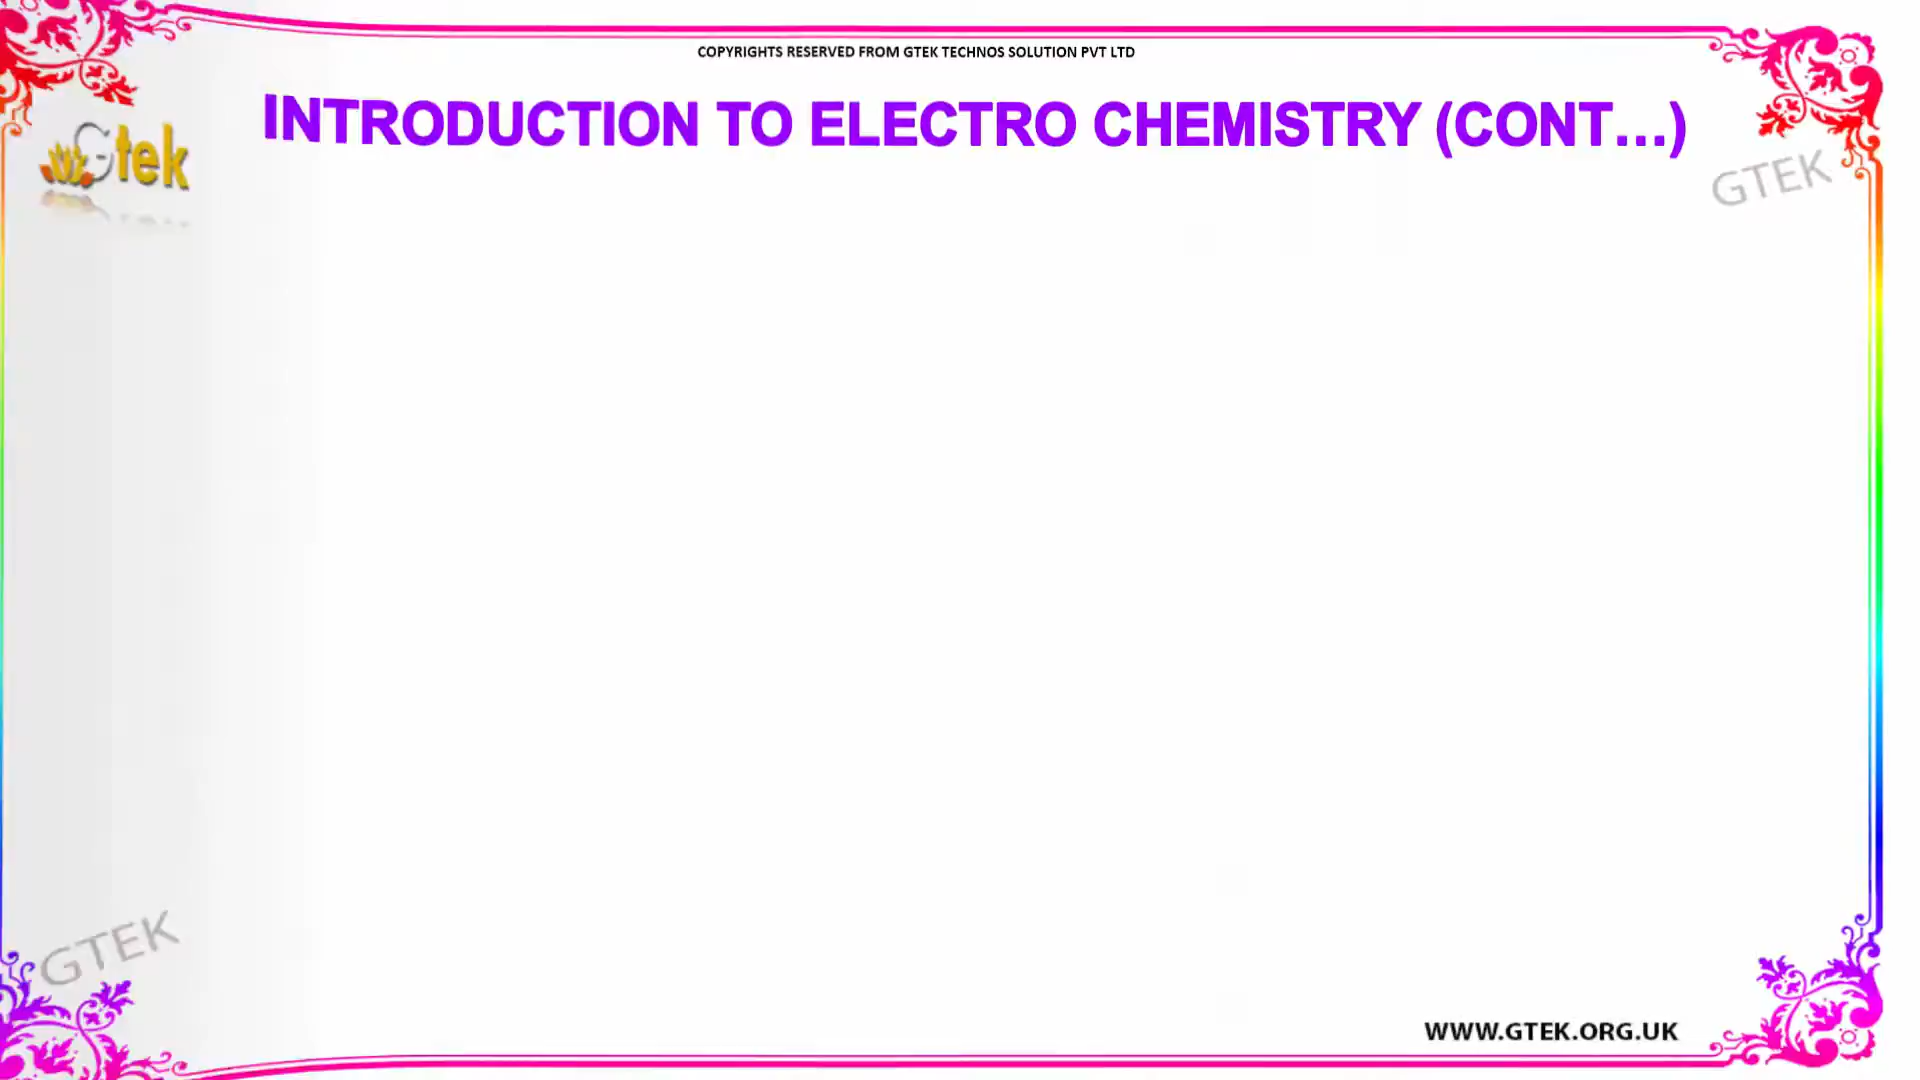 COPYRIGHTS RESERVED FROM GTEK TECHNOS SOLUTION PVT LTD
INTRODUCTION TO ELECTRO CHEMISTRY (CONT...)
Gtek
GTEK
GTEK
WWW.GTEK.ORG.UK